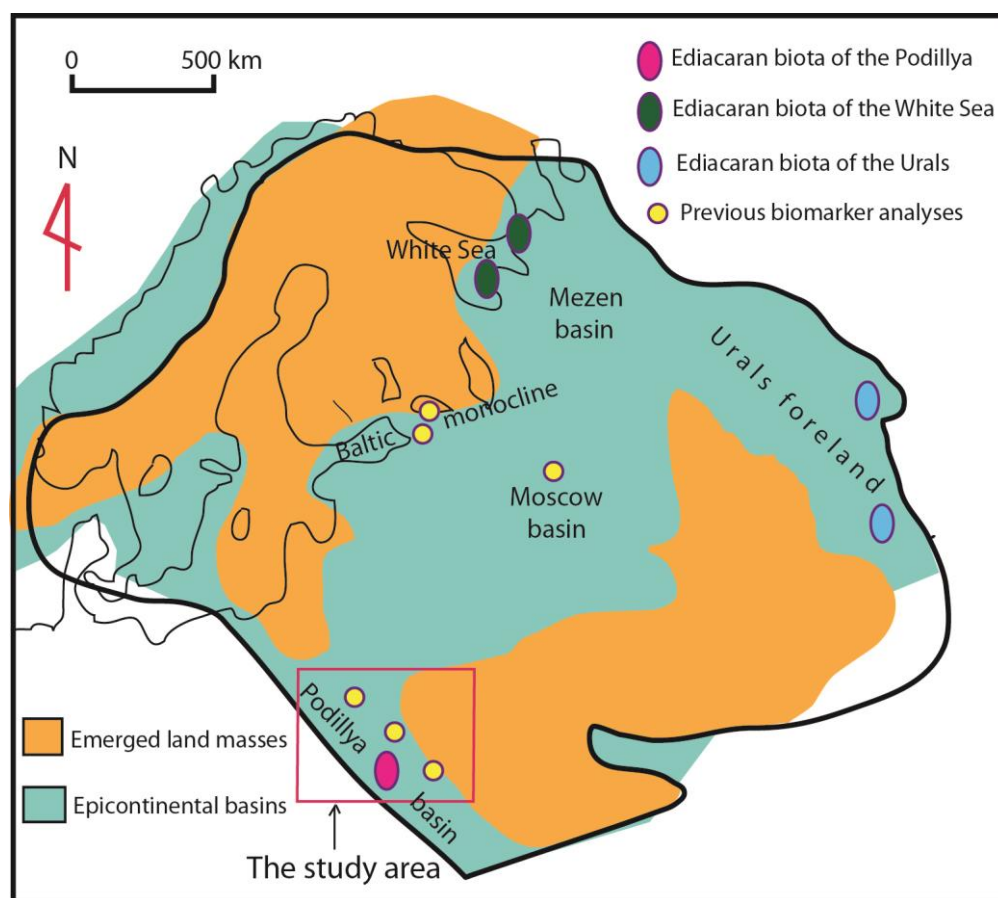 0 500 km
N
Ediacaran biota of the Podillya
Ediacaran biota of the White Sea
Ediacaran biota of the Urals
Previous biomarker analyses
White Sea
Mezen
basin
Urals foreland
Baltic monocline
Moscow
basin
Podillya
basin
Emerged land masses
Epicontinental basins
The study area